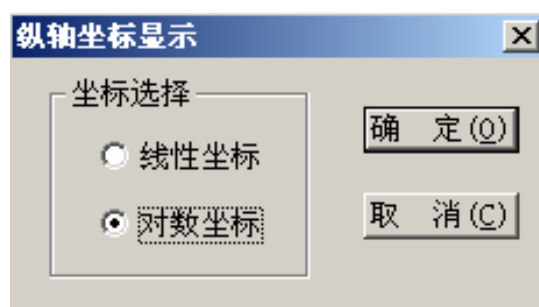 纵轴坐标显示
坐标选择
线性坐标
对数坐标
确 定(O)
取 消(C)